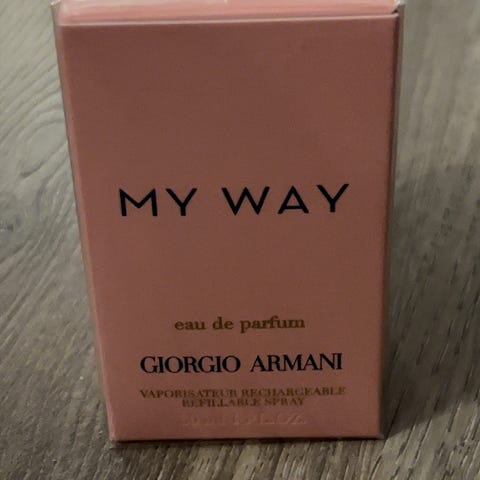 MY WAY
eau de parfum
GIORGIO ARMANI
VAPORISATEUR RECHARGEABLE
REFILLABLE SPRAY